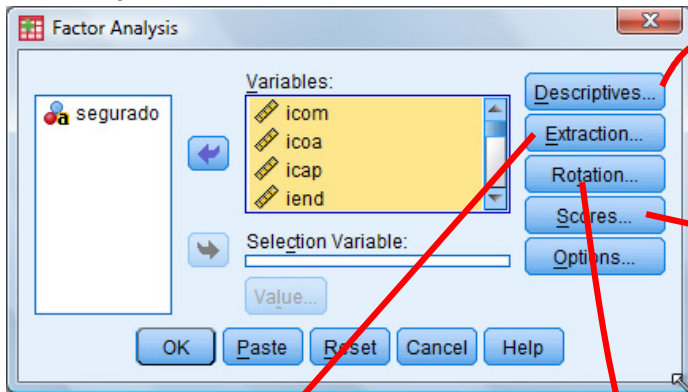 Factor Analysis
Variables:
segurado
icom
icoa
icap
iend
Selection Variable:
Value...
Descriptives...
Extraction...
Rotation...
Scores...
Options...
OK Paste Reset Cancel Help